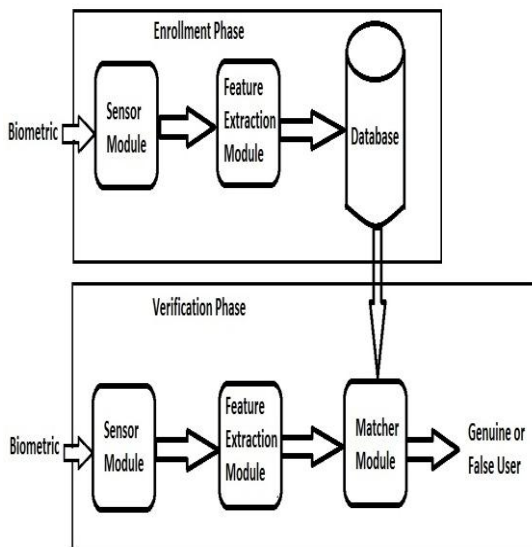 Enrollment Phase
Biometric
Sensor
Module
Feature
Extraction
Module
Database
Verification Phase
Biometric
Sensor
Module
Feature
Extraction
Module
Matcher
Module
Genuine or
False User